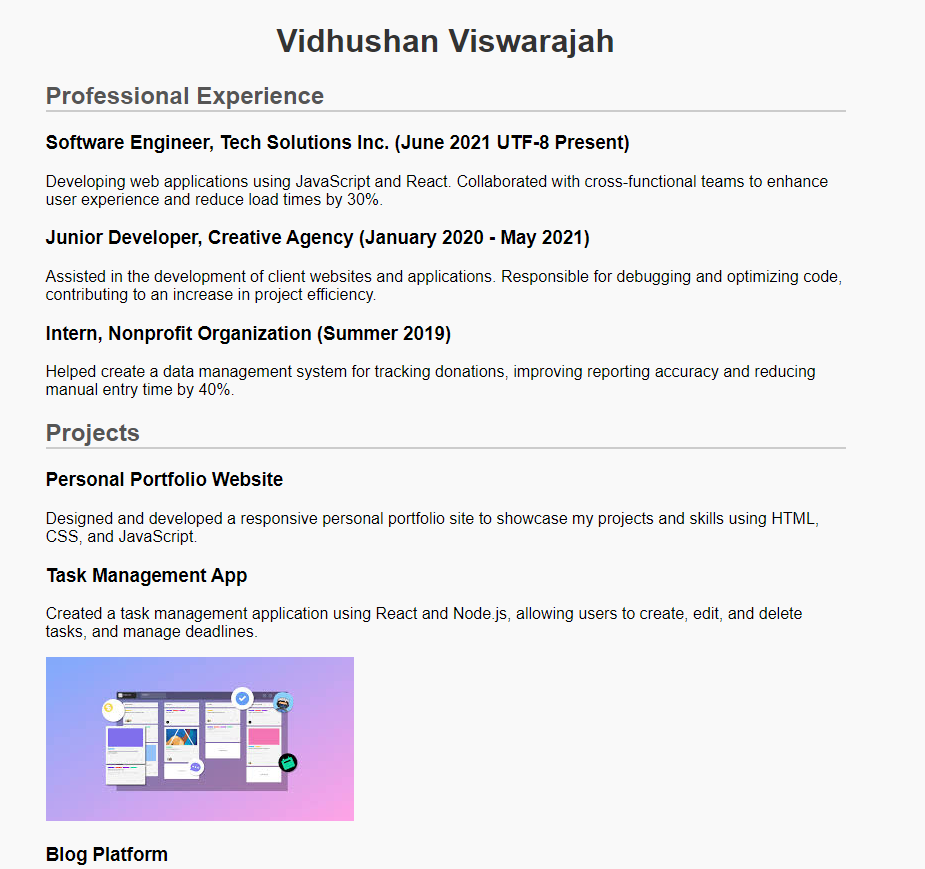 Vidhushan Viswarajah
Professional Experience
Software Engineer, Tech Solutions Inc. (June 2021 UTF-8 Present)
Developing web applications using JavaScript and React. Collaborated with cross-functional teams to enhance
user experience and reduce load times by 30%.
Junior Developer, Creative Agency (January 2020 - May 2021)
Assisted in the development of client websites and applications. Responsible for debugging and optimizing code,
contributing to an increase in project efficiency.
Intern, Nonprofit Organization (Summer 2019)
Helped create a data management system for tracking donations, improving reporting accuracy and reducing
manual entry time by 40%.
Projects
Personal Portfolio Website
Designed and developed a responsive personal portfolio site to showcase my projects and skills using HTML,
CSS, and JavaScript.
Task Management App
Created a task management application using React and Node.js, allowing users to create, edit, and delete
tasks, and manage deadlines.
Blog Platform